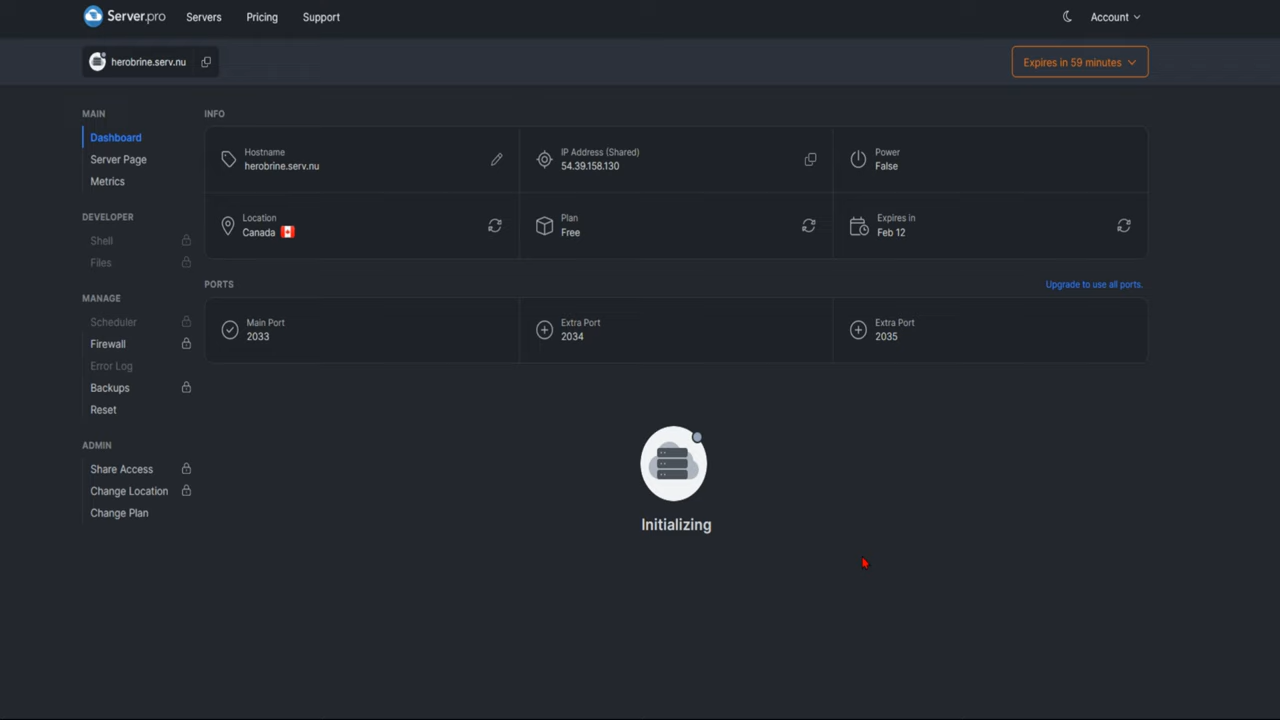 Server.pro
Servers
Pricing
Support
Account
herobrine.serv.nu
Expires in 59 minutes
MAIN
Dashboard
Server Page
Metrics
DEVELOPER
Shell
Files
MANAGE
Scheduler
Firewall
Error Log
Backups
Reset
ADMIN
Share Access
Change Location
Change Plan
INFO
Hostname
herobrine.serv.nu
IP Address (Shared)
54.39.158.130
Power
False
Location
Canada
Plan
Free
Expires in
Feb 12
PORTS
Upgrade to use all ports.
Main Port
2033
Extra Port
2034
Extra Port
2035
Initializing